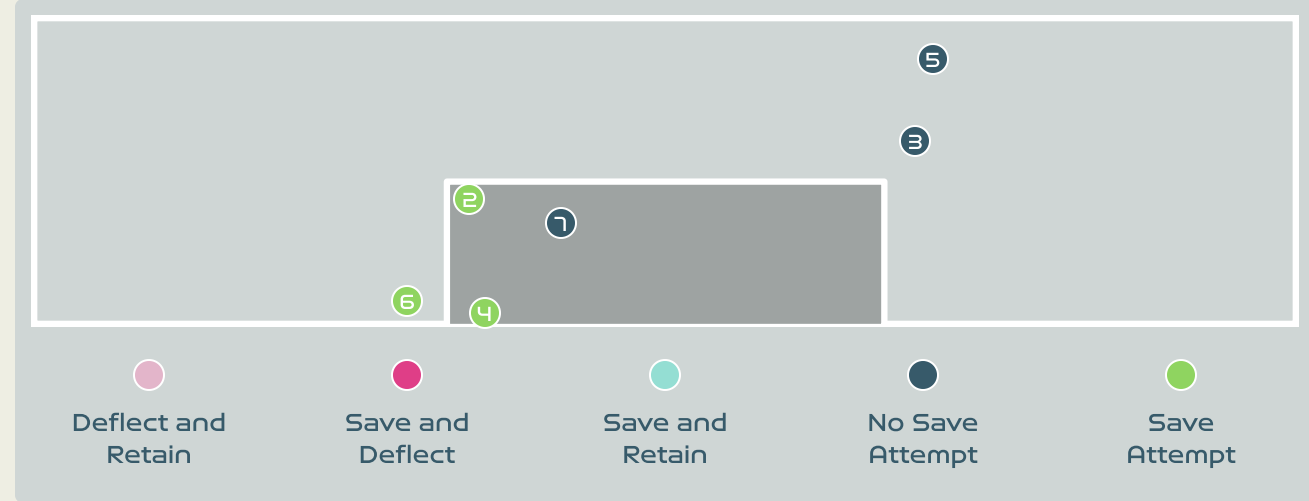 5
3
2
7
6
4
Deflect and
Retain
Save and
Deflect
Save and
Retain
No Save
Attempt
Save
Attempt